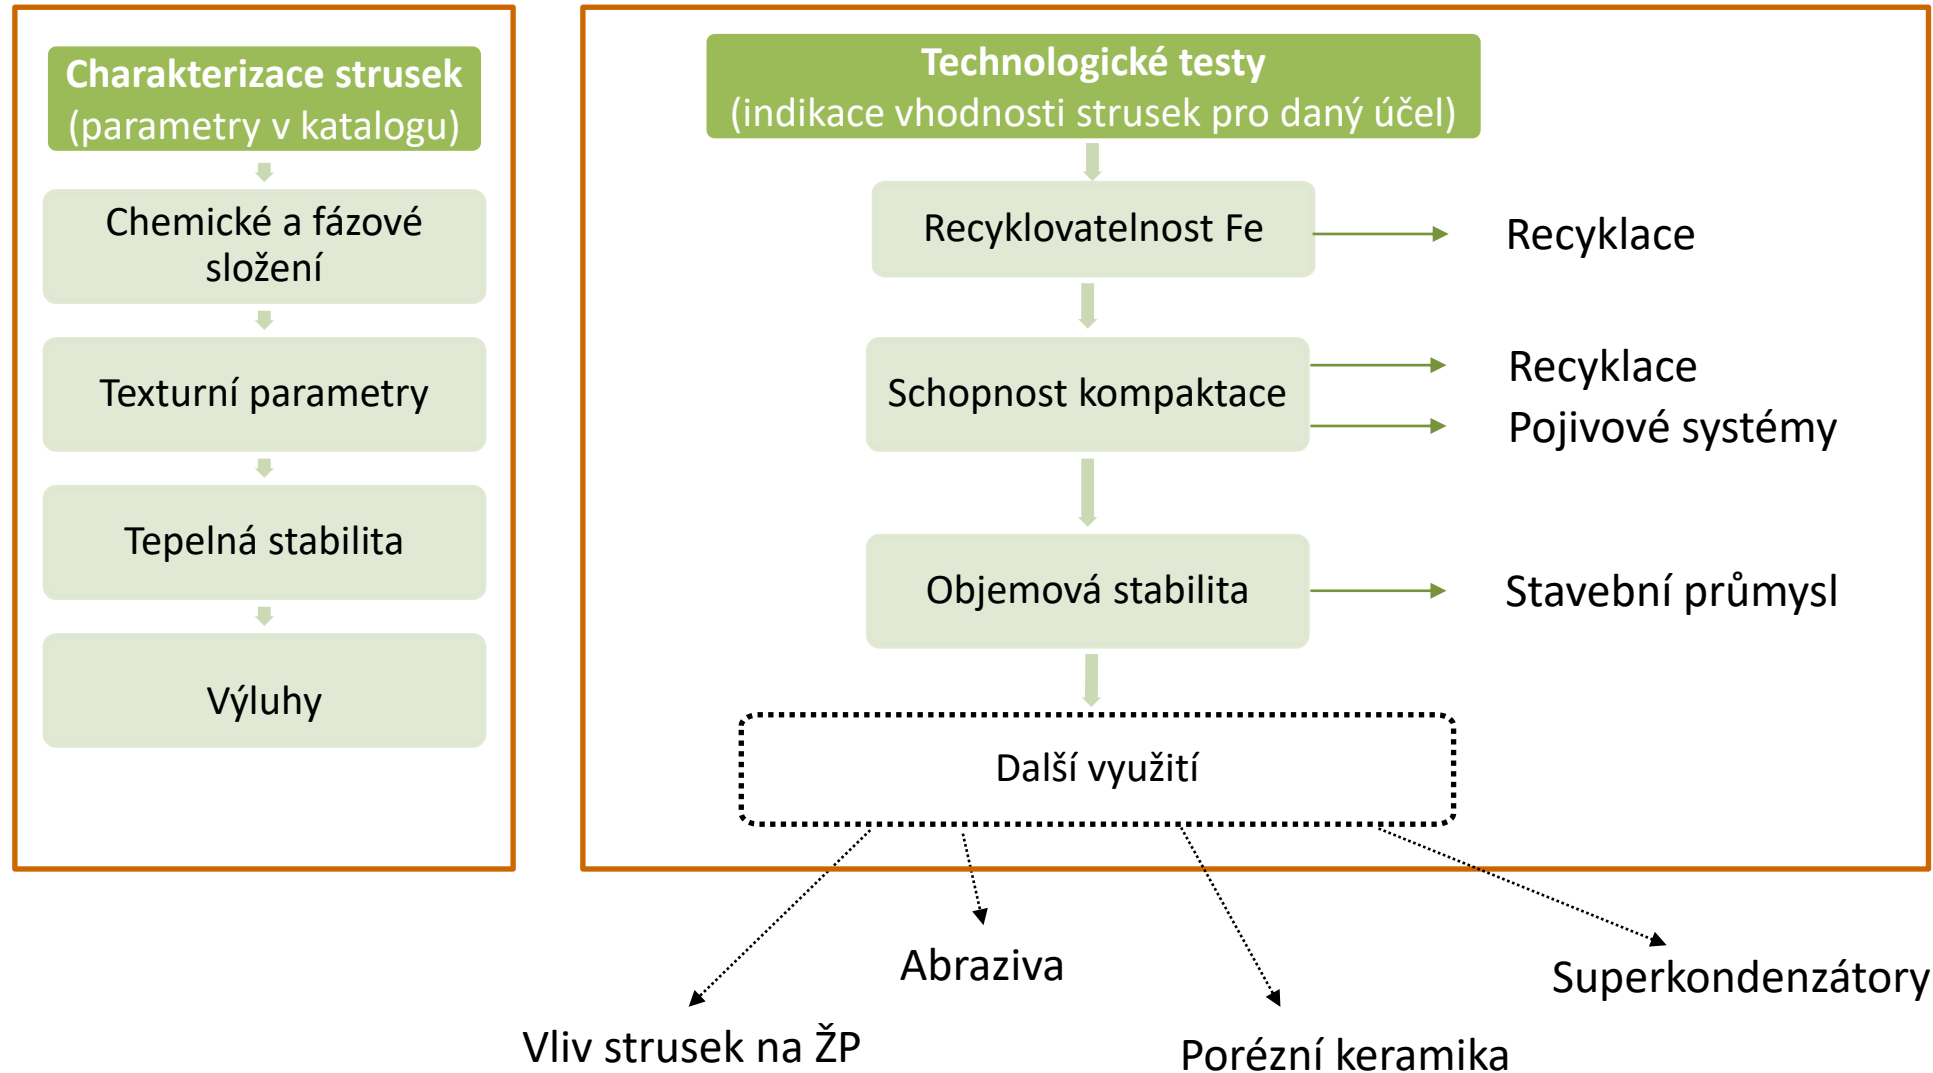 Charakterizace strusek
(parametry v katalogu)
Chemické a fázové
složení
Texturní parametry
Tepelná stabilita
Výluhy
Technologické testy
(indikace vhodnosti strusek pro daný účel)
Recyklovatelnost Fe
Recyklace
Schopnost kompaktace
Recyklace
Pojivové systémy
Objemová stabilita
Stavební průmysl
Další využití
Vliv strusek na ŽP
Abraziva
Porézní keramika
Superkondenzátory